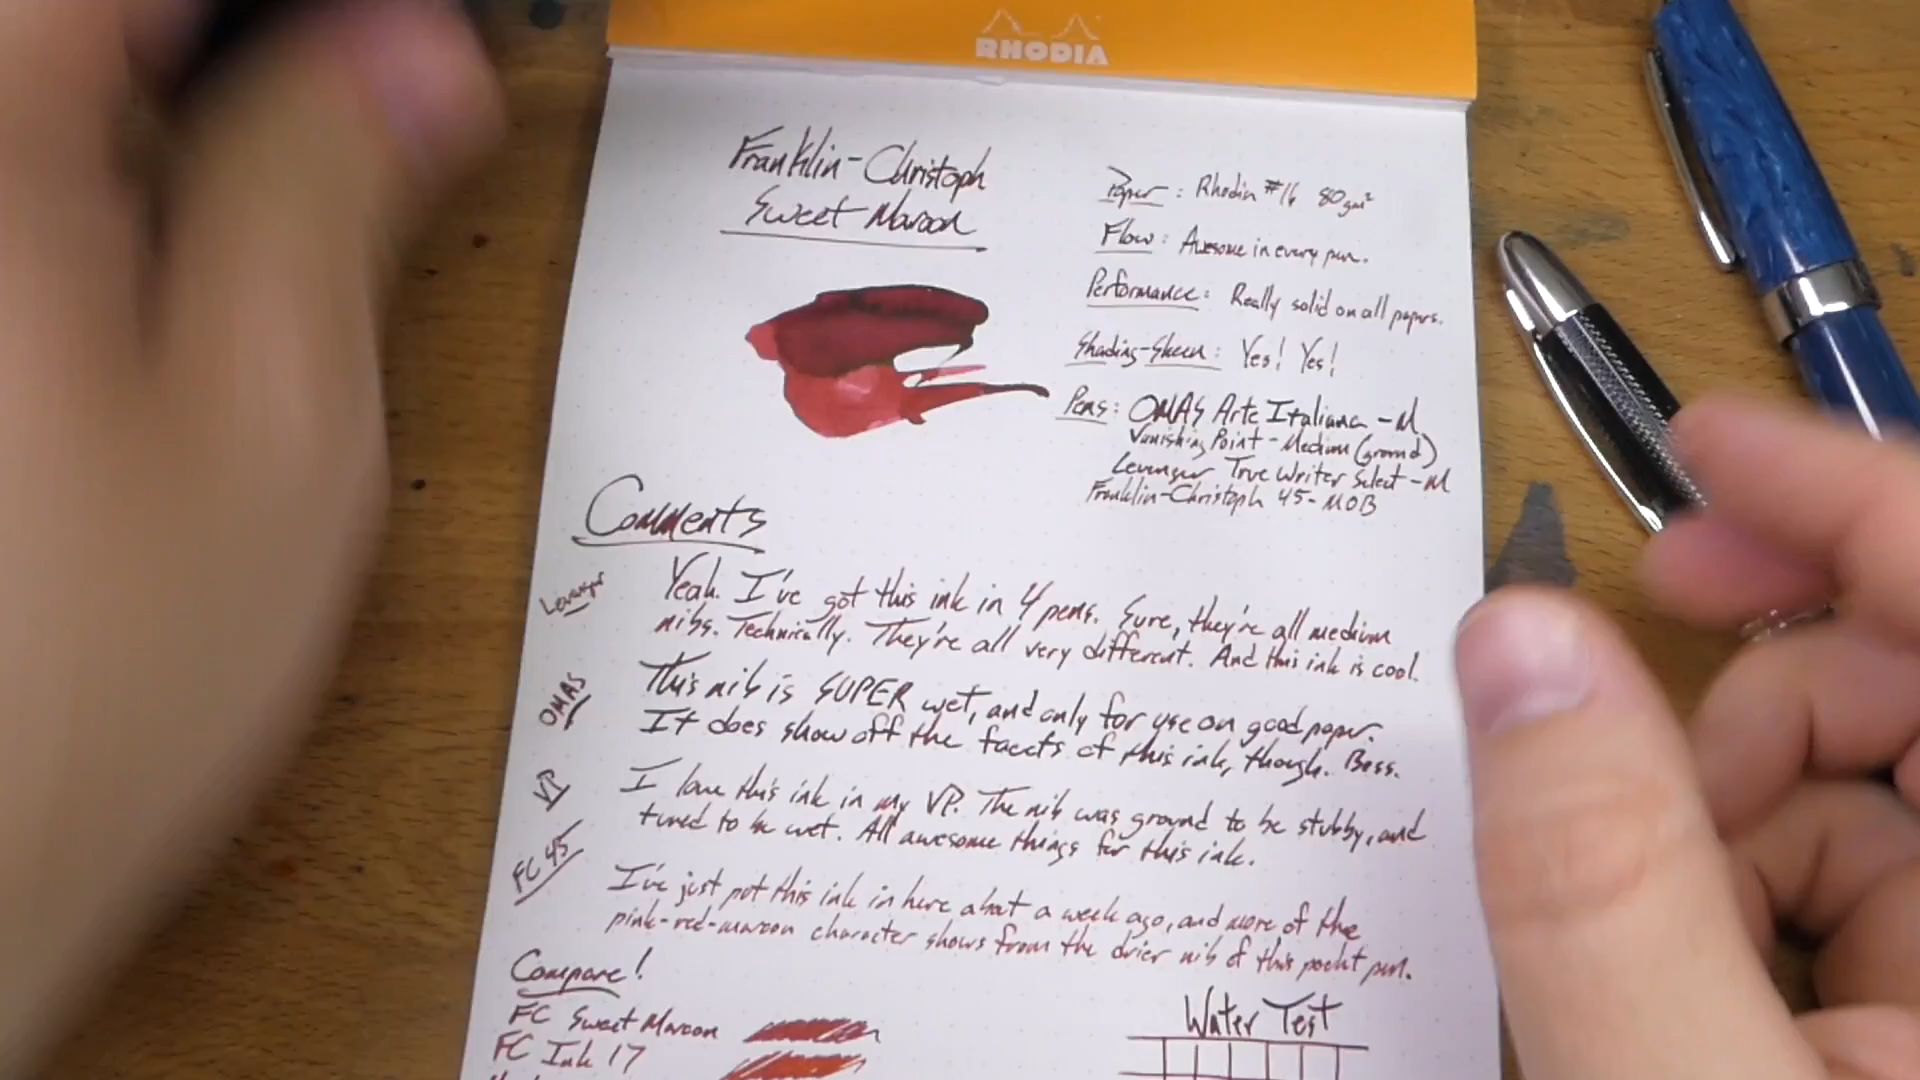 RHODIA
Franklin-Christoph
Sweet Maroon
Paper: Rhodia #16 80gm²
Flow: Awesome in every pen.
Performance: Really solid on all papers.
Shading-Sheen: Yes! Yes!
Pens: OMAS Arte Italiana - M
Vanishing Point - Medium (ground)
Levenger True Writer Select - M
Franklin-Christoph 45 - MOB
Comments
Levenger
Yeah. I've got this ink in 4 pens. Sure, they're all medium
nibs. Technically. They're all very different. And this ink is cool.
OMAS
This nib is SUPER wet, and only for use on good paper.
It does show off the facets of this ink, though. Boss.
VP
I love this ink in my VP. The nib was ground to be stubby, and
tuned to be wet. All awesome things for this ink.
FC 45
I've just put this ink in here about a week ago, and more of the
pink-red-maroon character shows from the drier nib of this pocket pen.
Compare!
FC Sweet Maroon
FC Ink 17
Water Test